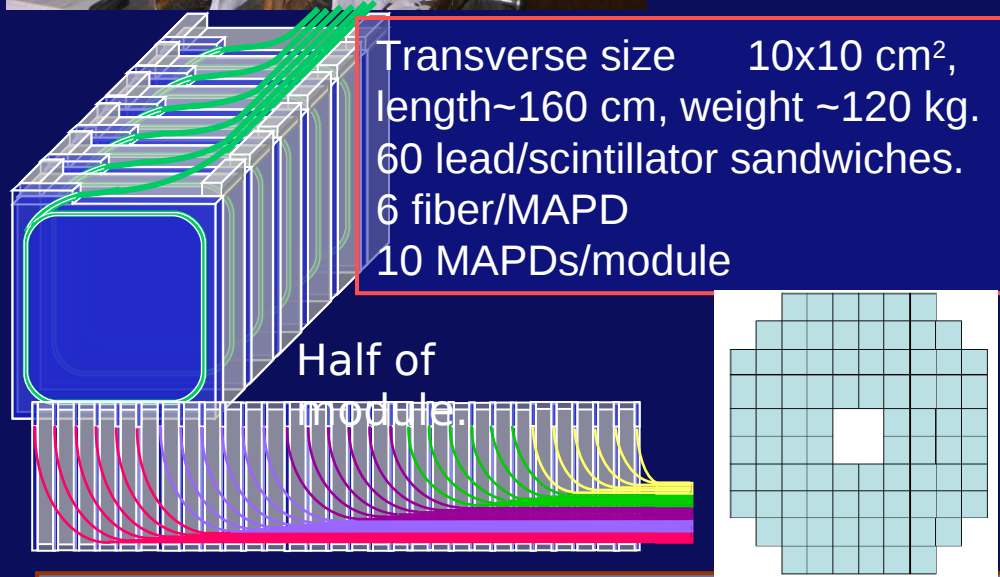 Transverse size 10x10 cm²,
length~160 cm, weight ~120 kg.
60 lead/scintillator sandwiches.
6 fiber/MAPD
10 MAPDs/module
Half of
module.